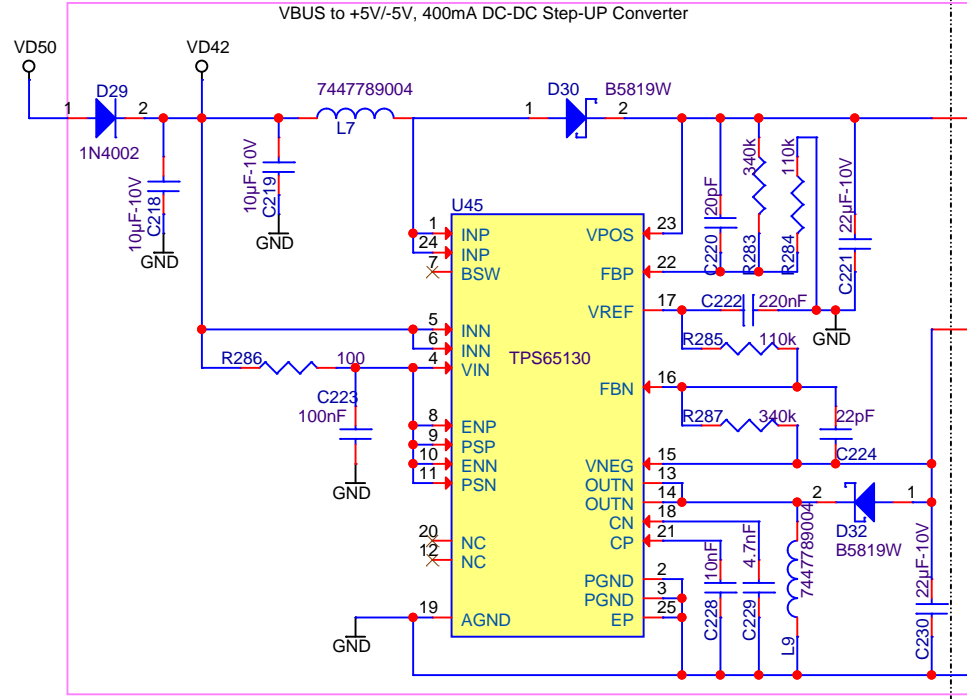 VBUS to +5V/-5V, 400mA DC-DC Step-UP Converter
VD50
VD42
D29
1
2
1N4002
7447789004
L7
D30
B5819W
1
2
10µF-10V
C218
GND
10µF-10V
C219
GND
20pF
C220
340k
R283
110k
R284
22µF-10V
C221
GND
U45
TPS65130
1
INP
24
INP
7
BSW
5
INN
6
INN
4
VIN
8
ENP
9
PSP
10
ENN
11
PSN
20
NC
12
NC
19
AGND
GND
R286
100
C223
100nF
GND
VPOS
23
FBP
22
VREF
17
FBN
16
VNEG
15
OUTN
13
OUTN
14
CN
18
CP
21
PGND
2
PGND
3
EP
25
C222
220nF
R285
110k
R287
340k
22pF
C224
2
1
D32
B5819W
10nF
C228
4.7nF
C229
7447789004
L9
22µF-10V
C230